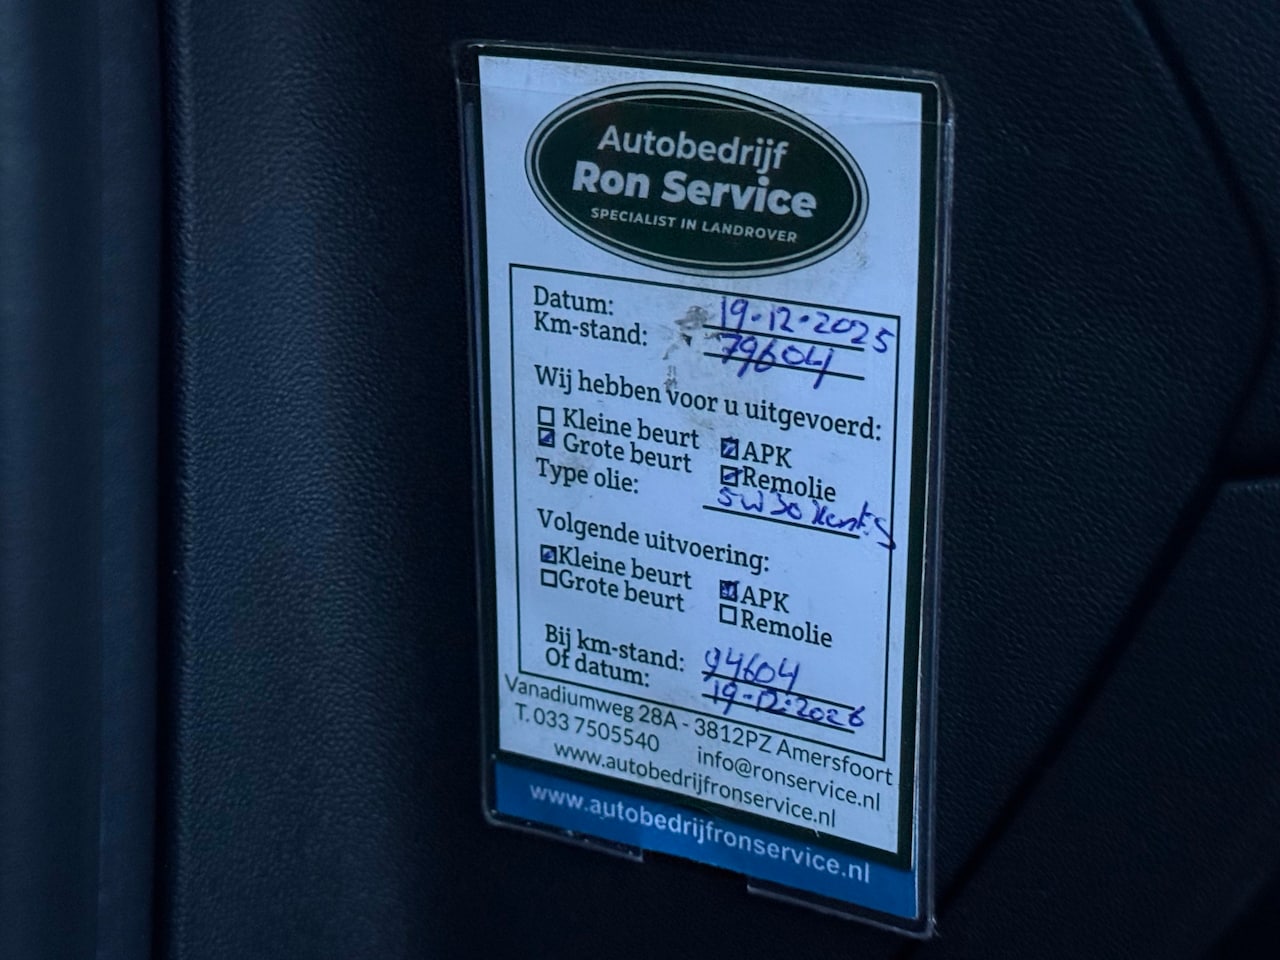 Autobedrijf
Ron Service
SPECIALIST IN LANDROVER
Datum: 19-12-2025
Km-stand: 79604
Wij hebben voor u uitgevoerd:
Kleine beurt APK
Grote beurt Remolie
Type olie: 5W30
Volgende uitvoering:
Kleine beurt APK
Grote beurt Remolie
Bij km-stand: 94604
Of datum: 19-12-2026
Vanadiumweg 28A - 3812PZ Amersfoort
T. 033 7505540 info@ronservice.nl
www.autobedrijfronservice.nl
www.autobedrijfronservice.nl